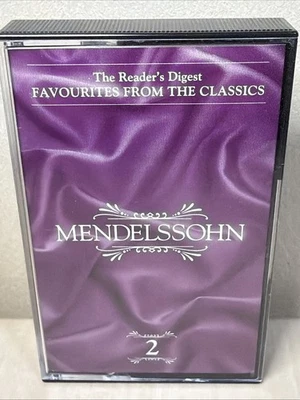 The Reader's Digest
FAVOURITES FROM THE CLASSICS
MENDELSSOHN
2